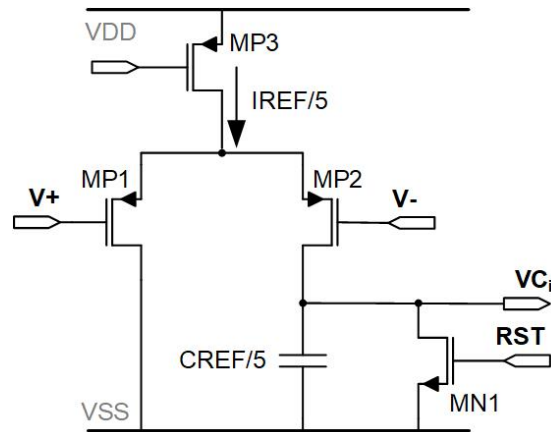 VDD
MP3
IREF/5
MP1
MP2
V+
V-
VCi
RST
CREF/5
MN1
VSS